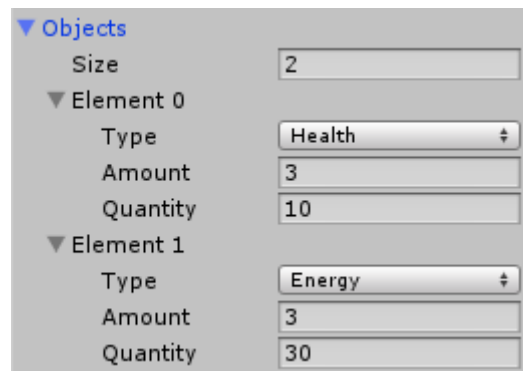 Objects
Size 2
Element 0
Type Health
Amount 3
Quantity 10
Element 1
Type Energy
Amount 3
Quantity 30